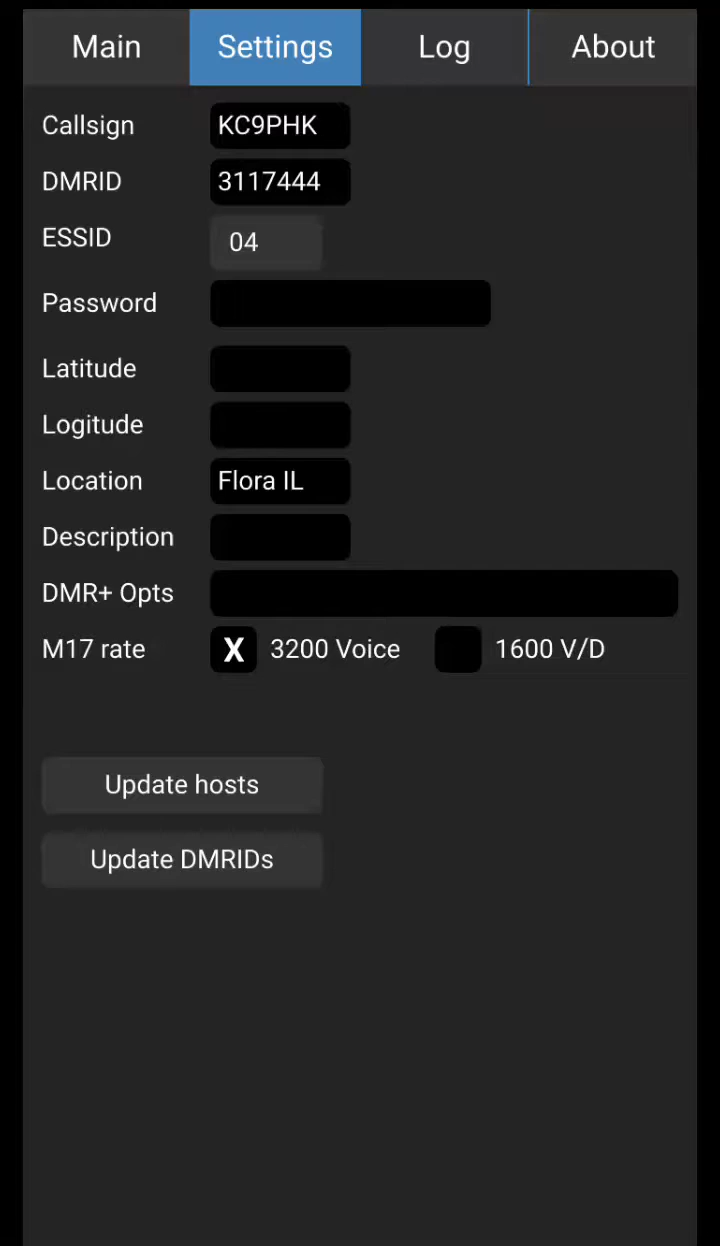 Main Settings Log About
Callsign KC9PHK
DMRID 3117444
ESSID 04
Password
Latitude
Logitude
Location Flora IL
Description
DMR+ Opts
M17 rate X 3200 Voice 1600 V/D
Update hosts
Update DMRIDs